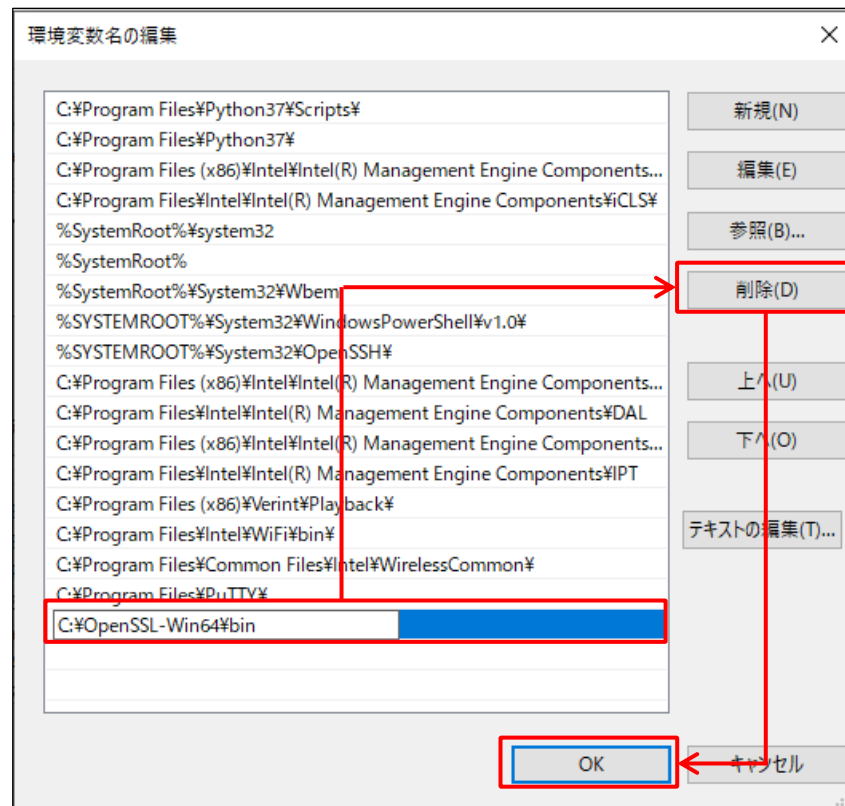 環境変数名の編集
C:¥Program Files¥Python37¥Scripts¥
C:¥Program Files¥Python37¥
C:¥Program Files (x86)¥Intel¥Intel(R) Management Engine Components...
C:¥Program Files¥Intel¥Intel(R) Management Engine Components¥iCLS¥
%SystemRoot%¥system32
%SystemRoot%
%SystemRoot%¥System32¥Wbem
%SYSTEMROOT%¥System32¥WindowsPowerShell¥v1.0¥
%SYSTEMROOT%¥System32¥OpenSSH¥
C:¥Program Files (x86)¥Intel¥Intel(R) Management Engine Components...
C:¥Program Files¥Intel¥Intel(R) Management Engine Components¥DAL
C:¥Program Files (x86)¥Intel¥Intel(R) Management Engine Components...
C:¥Program Files¥Intel¥Intel(R) Management Engine Components¥IPT
C:¥Program Files (x86)¥Verint¥Playback¥
C:¥Program Files¥Intel¥WiFi¥bin¥
C:¥Program Files¥Common Files¥Intel¥WirelessCommon¥
C:¥Program Files¥PuTTY¥
C:¥OpenSSL-Win64¥bin
新規(N)
編集(E)
参照(B)...
削除(D)
上へ(U)
下へ(O)
テキストの編集(T)...
OK
キャンセル